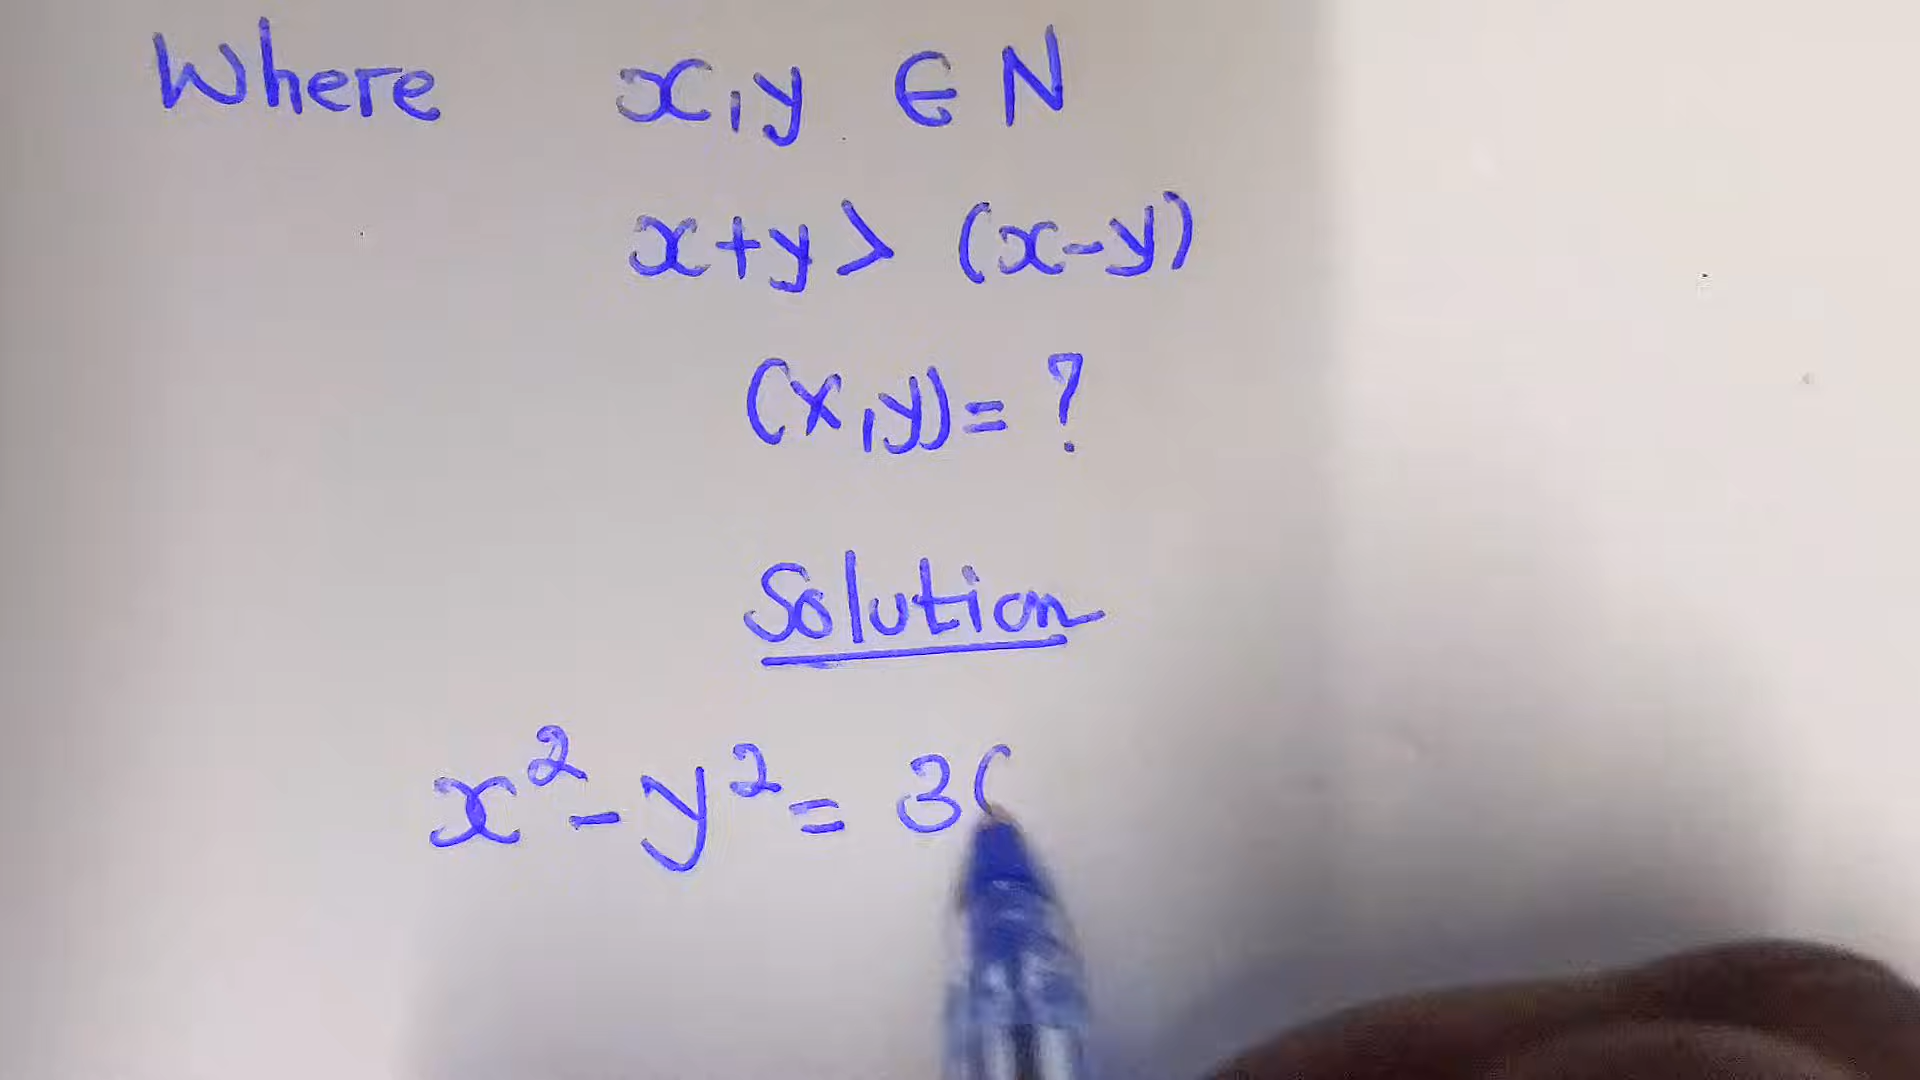 Where x,y ∈ N
x+y > (x-y)
(x,y) = ?
Solution
x² - y² = 3